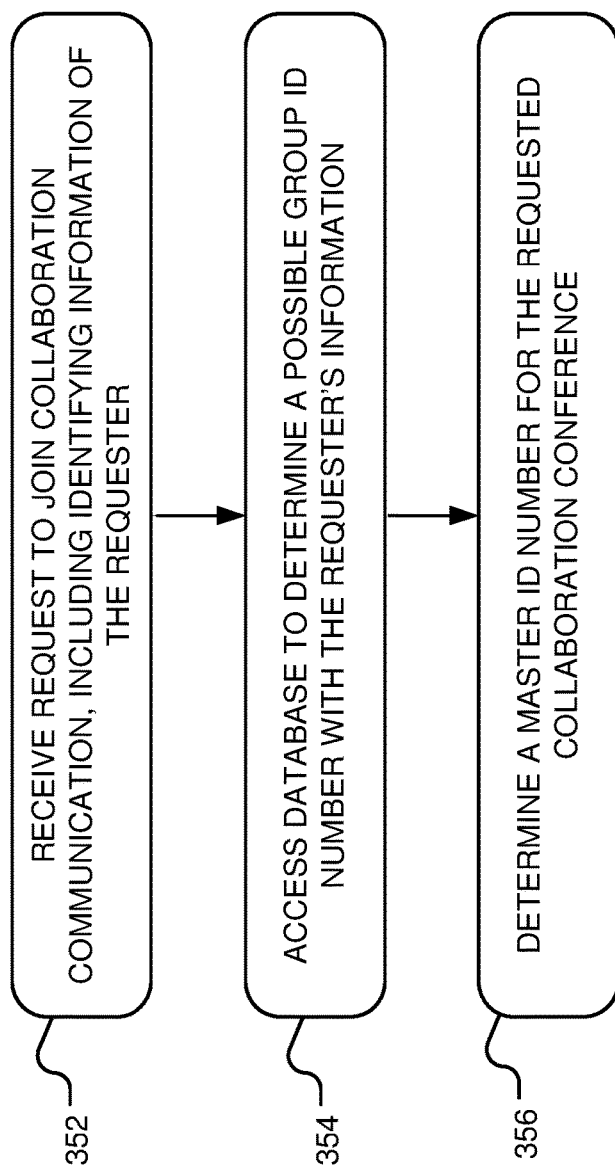 RECEIVE REQUEST TO JOIN COLLABORATION
COMMUNICATION, INCLUDING IDENTIFYING INFORMATION OF
THE REQUESTER
352
ACCESS DATABASE TO DETERMINE A POSSIBLE GROUP ID
NUMBER WITH THE REQUESTER'S INFORMATION
354
DETERMINE A MASTER ID NUMBER FOR THE REQUESTED
COLLABORATION CONFERENCE
356